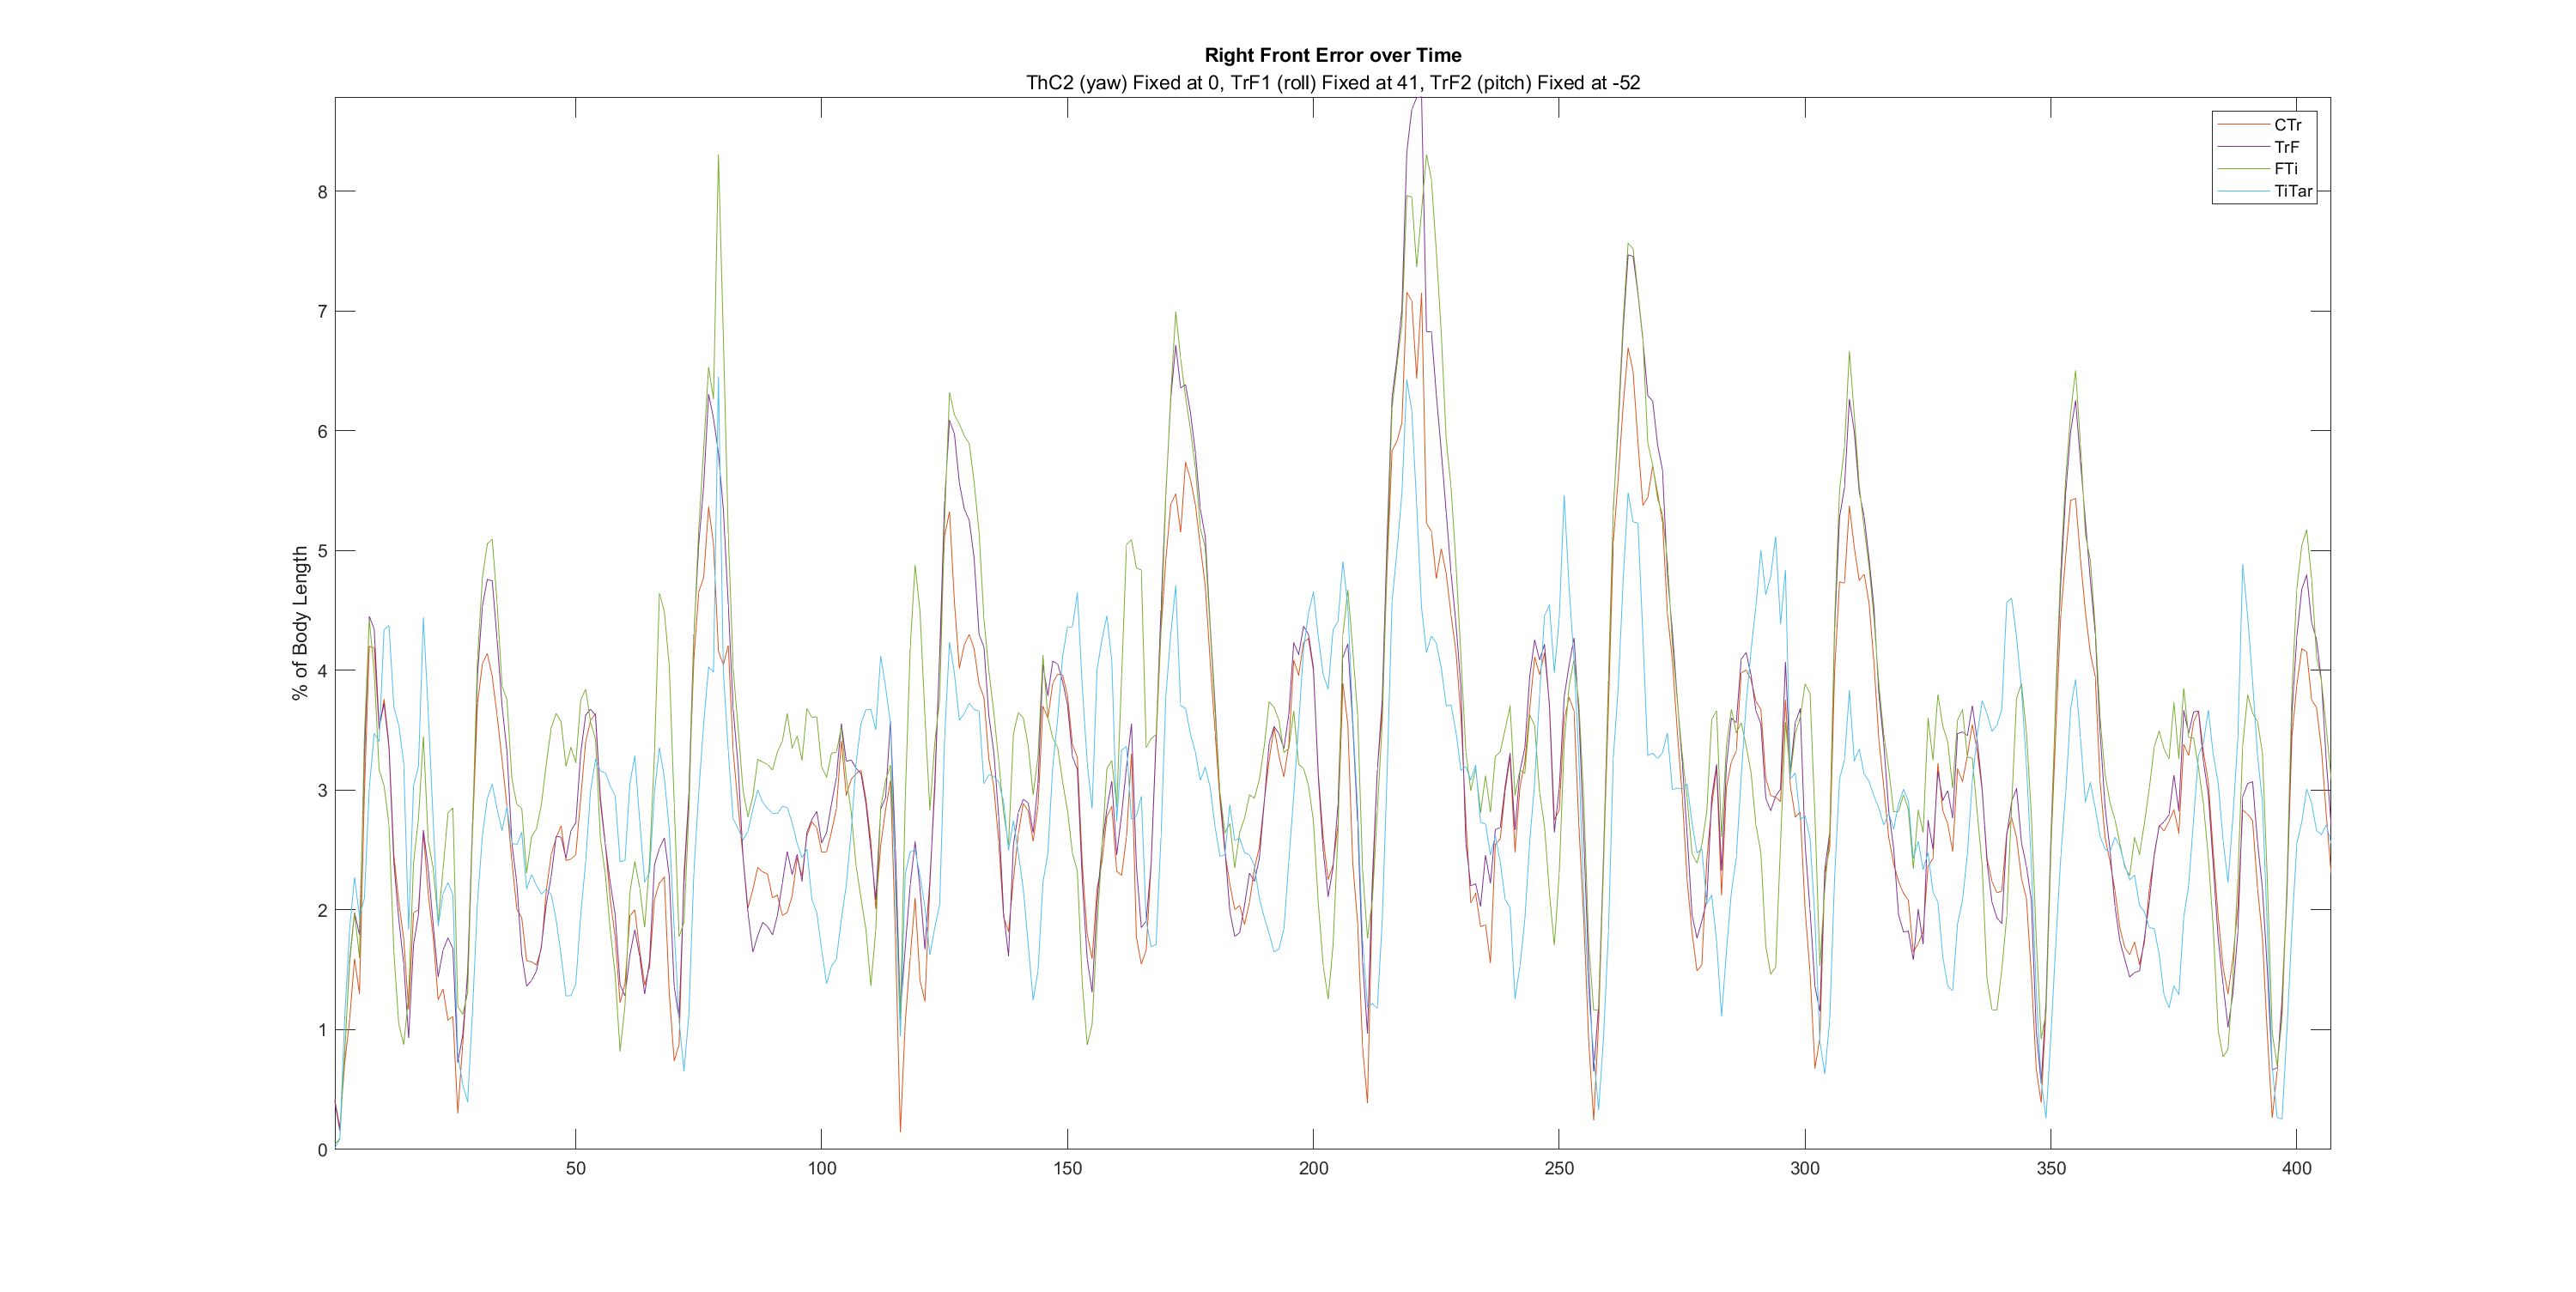 Right Front Error over Time
ThC2 (yaw) Fixed at 0, TrF1 (roll) Fixed at 41, TrF2 (pitch) Fixed at -52
CTr
TrF
FTi
TiTar
% of Body Length
8
7
6
5
4
3
2
1
0
50 100 150 200 250 300 350 400